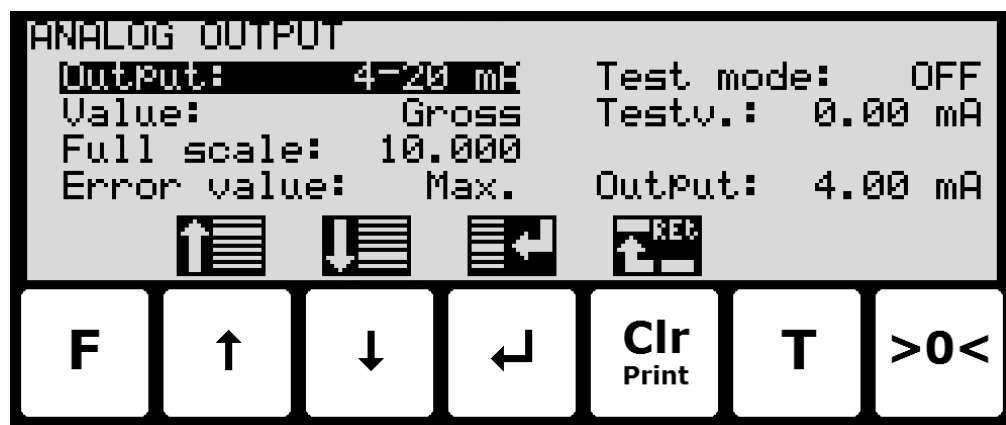 ANALOG OUTPUT
Output: 4-20 mA Test mode: OFF
Value: Gross Testv.: 0.00 mA
Full scale: 10.000
Error value: Max. Output: 4.00 mA
REt
F ↑ ↓ ↵ Clr T >0<
Print